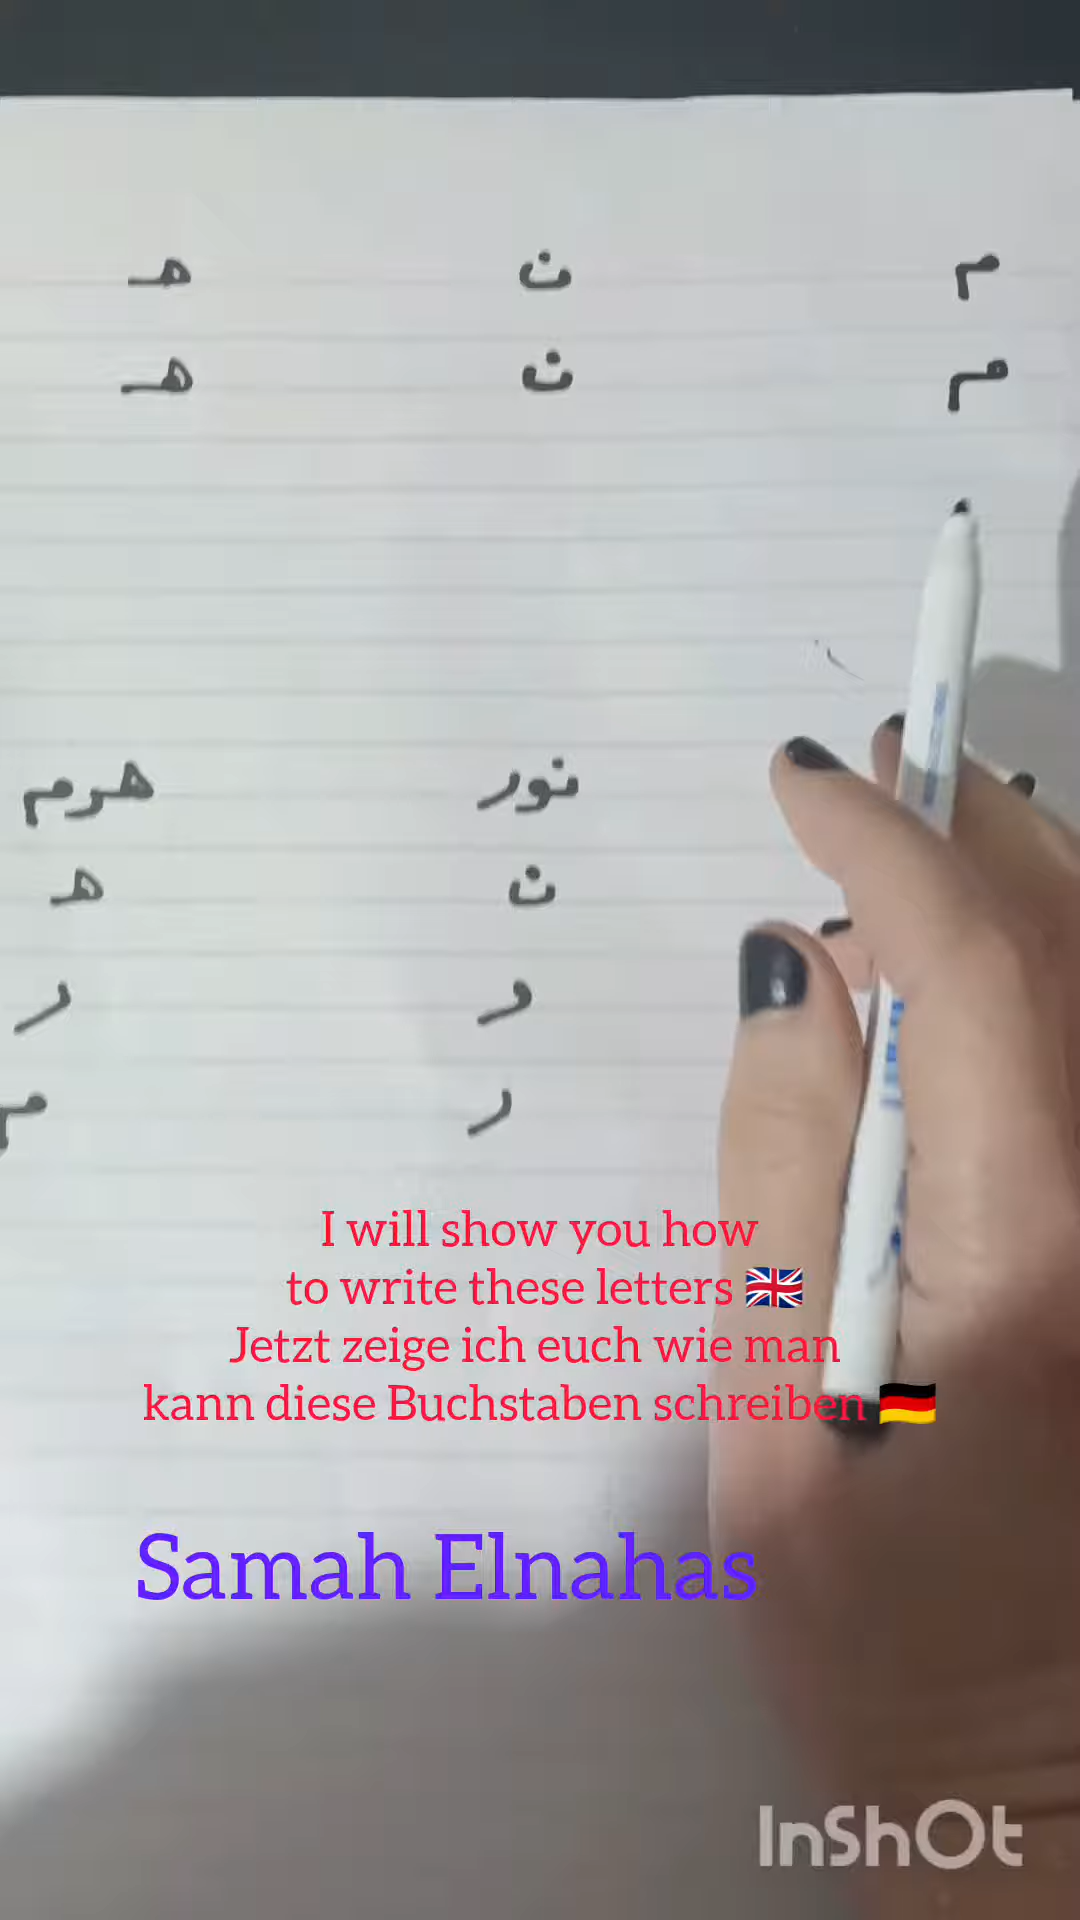 م ن هـ
م ن هـ
نور هرم
ن هـ
و ر
ر م
I will show you how
to write these letters 🇬🇧
Jetzt zeige ich euch wie man
kann diese Buchstaben schreiben 🇩🇪
Samah Elnahas
InShOt